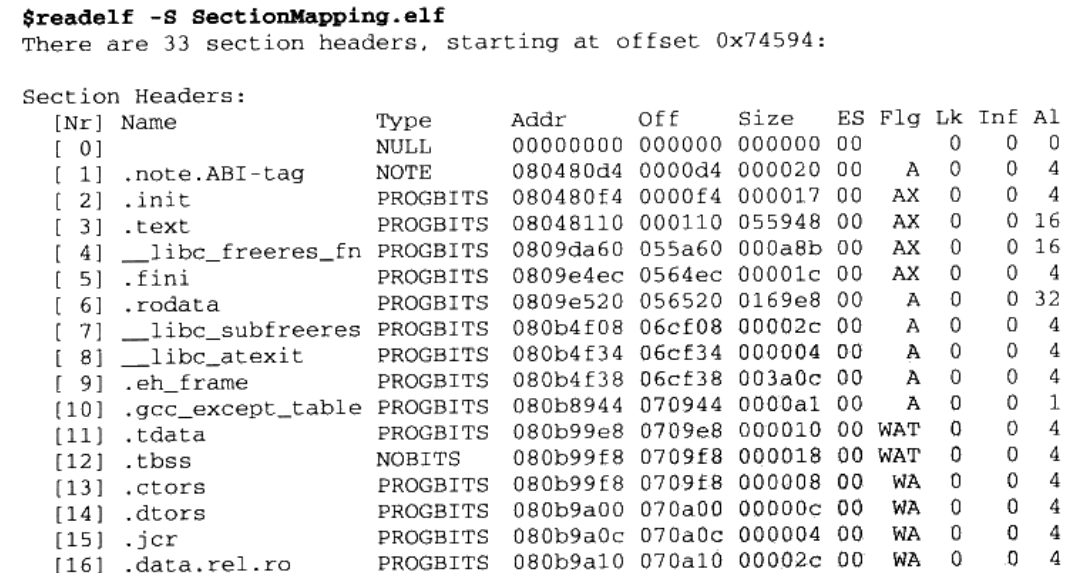 $readelf -S SectionMapping.elf
There are 33 section headers, starting at offset 0x74594:
Section Headers:
[Nr] Name Type Addr Off Size ES Flg Lk Inf Al
[ 0] NULL 00000000 000000 000000 00 0 0 0
[ 1] .note.ABI-tag NOTE 080480d4 0000d4 000020 00 A 0 0 4
[ 2] .init PROGBITS 080480f4 0000f4 000017 00 AX 0 0 4
[ 3] .text PROGBITS 08048110 000110 055948 00 AX 0 0 16
[ 4] __libc_freeres_fn PROGBITS 0809da60 055a60 000a8b 00 AX 0 0 16
[ 5] .fini PROGBITS 0809e4ec 0564ec 00001c 00 AX 0 0 4
[ 6] .rodata PROGBITS 0809e520 056520 0169e8 00 A 0 0 32
[ 7] __libc_subfreeres PROGBITS 080b4f08 06cf08 00002c 00 A 0 0 4
[ 8] __libc_atexit PROGBITS 080b4f34 06cf34 000004 00 A 0 0 4
[ 9] .eh_frame PROGBITS 080b4f38 06cf38 003a0c 00 A 0 0 4
[10] .gcc_except_table PROGBITS 080b8944 070944 0000a1 00 A 0 0 1
[11] .tdata PROGBITS 080b99e8 0709e8 000010 00 WAT 0 0 4
[12] .tbss NOBITS 080b99f8 0709f8 000018 00 WAT 0 0 4
[13] .ctors PROGBITS 080b99f8 0709f8 000008 00 WA 0 0 4
[14] .dtors PROGBITS 080b9a00 070a00 00000c 00 WA 0 0 4
[15] .jcr PROGBITS 080b9a0c 070a0c 000004 00 WA 0 0 4
[16] .data.rel.ro PROGBITS 080b9a10 070a10 00002c 00 WA 0 0 4